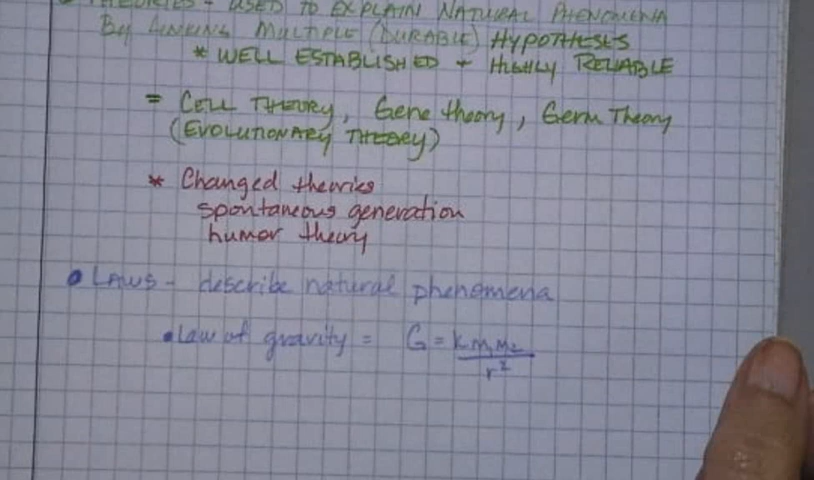 THEORIES - USED TO EXPLAIN NATURAL PHENOMENA
By LINKING MULTIPLE (DURABLE) HYPOTHESES
* WELL ESTABLISHED + HIGHLY RELIABLE
= CELL THEORY, Gene theory, Germ Theory
(EVOLUTIONARY THEORY)
* Changed theories
spontaneous generation
humor theory
• LAWS - describe natural phenomena
• Law of gravity = G = KM₁M₂
r²